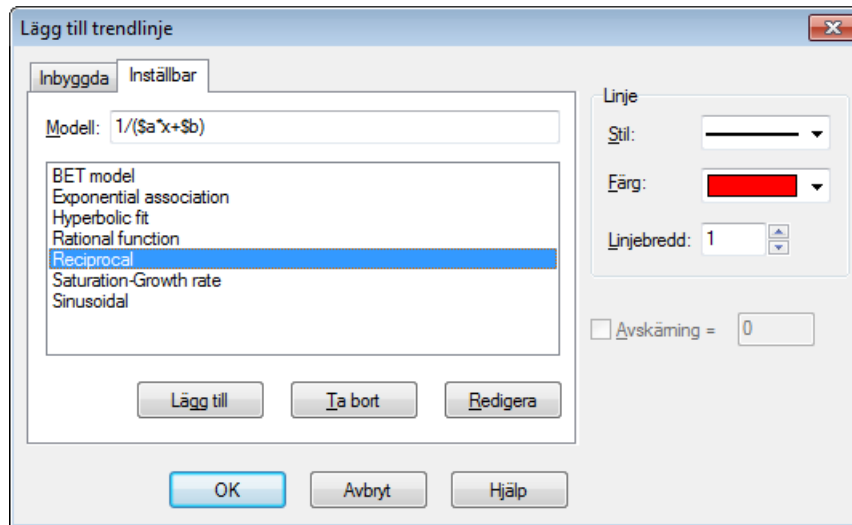 Lägg till trendlinje
Inbyggda
Inställbar
Modell: 1/($a*x+$b)
BET model
Exponential association
Hyperbolic fit
Rational function
Reciprocal
Saturation-Growth rate
Sinusoidal
Lägg till
Ta bort
Redigera
Linje
Stil:
Färg:
Linjebredd: 1
Avskärning = 0
OK
Avbryt
Hjälp